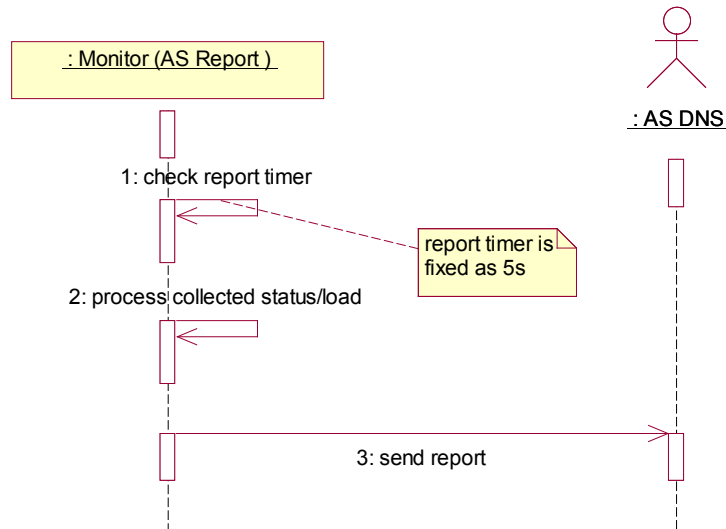 : Monitor (AS Report )
: AS DNS
1: check report timer
report timer is
fixed as 5s
2: process collected status/load
3: send report